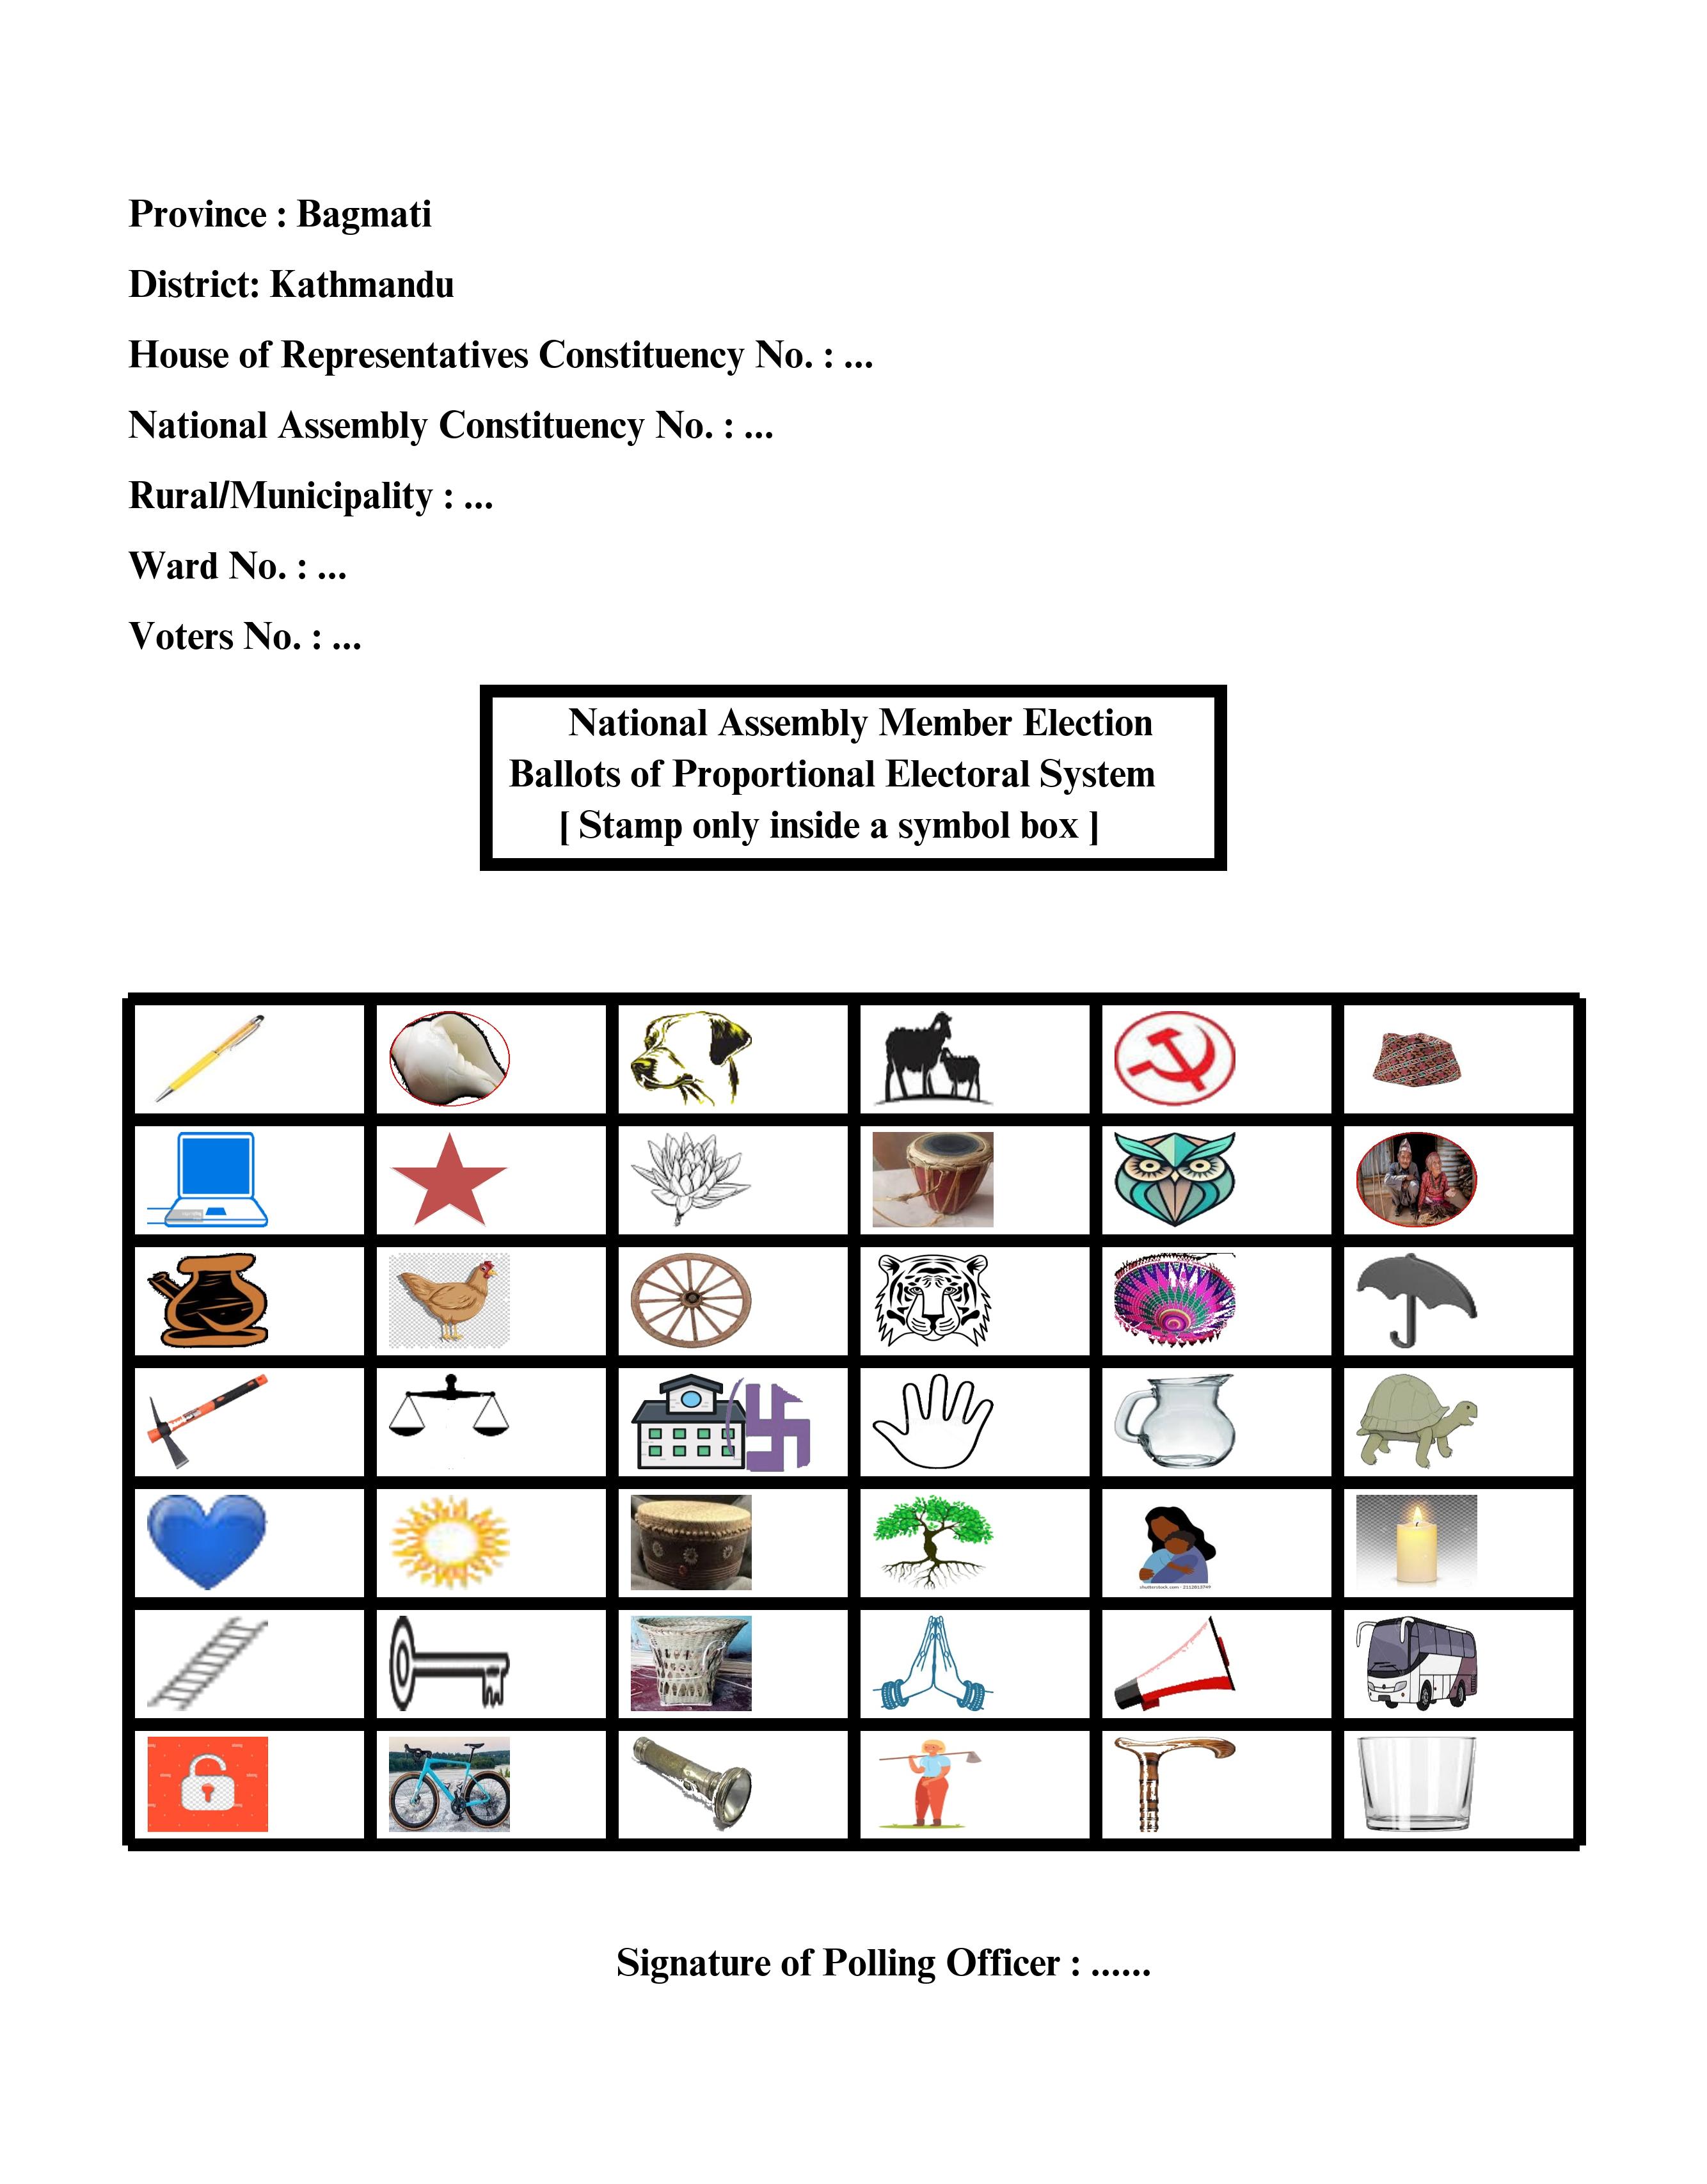 Province : Bagmati
District: Kathmandu
House of Representatives Constituency No. : ...
National Assembly Constituency No. : ...
Rural/Municipality : ...
Ward No. : ...
Voters No. : ...
National Assembly Member Election
Ballots of Proportional Electoral System
[ Stamp only inside a symbol box ]
Signature of Polling Officer : ......